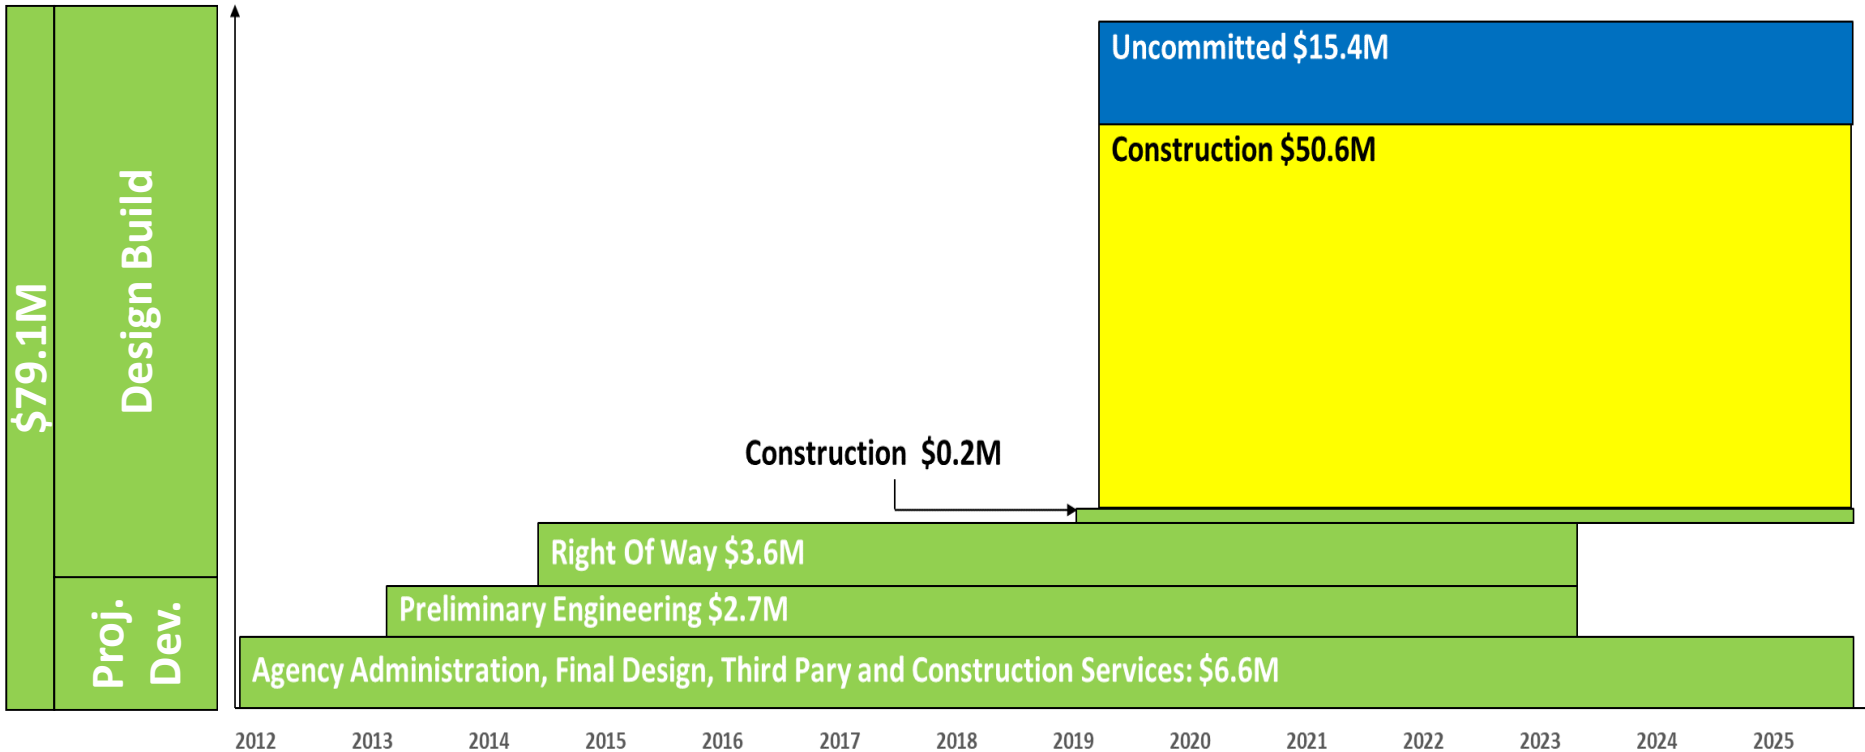 $79.1M
Design Build
Proj.
Dev.
Uncommitted $15.4M
Construction $50.6M
Construction  $0.2M
Right Of Way $3.6M
Preliminary Engineering $2.7M
Agency Administration, Final Design, Third Pary and Construction Services: $6.6M
2012 2013 2014 2015 2016 2017 2018 2019 2020 2021 2022 2023 2024 2025